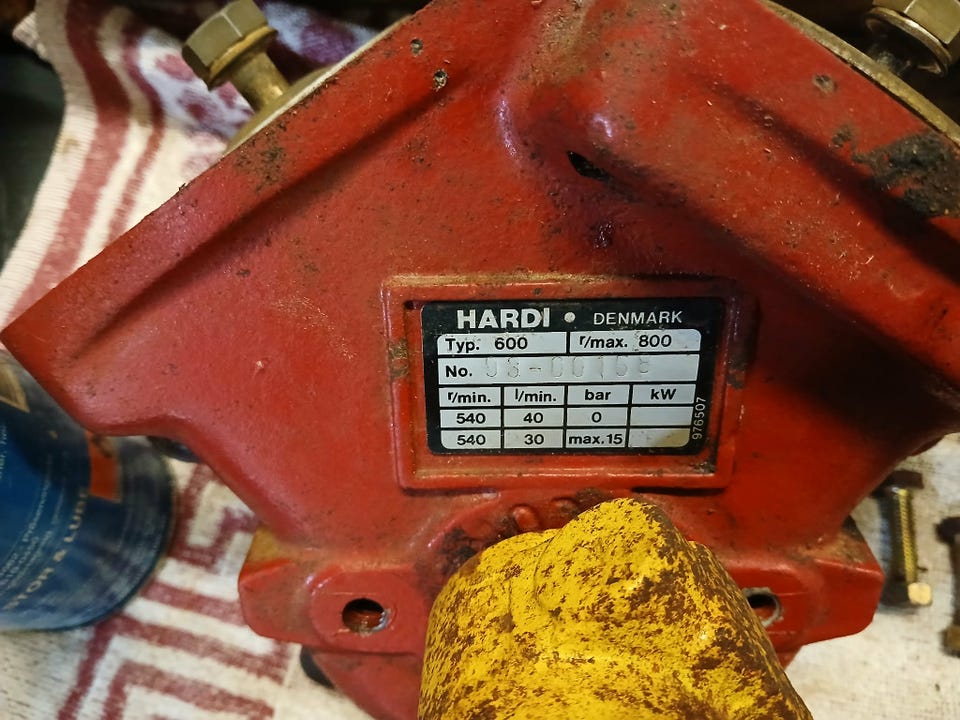 HARDI • DENMARK
Typ. 600 r/max. 800
No.
r/min. l/min. bar kW
540 40 0
540 30 max.15
976507